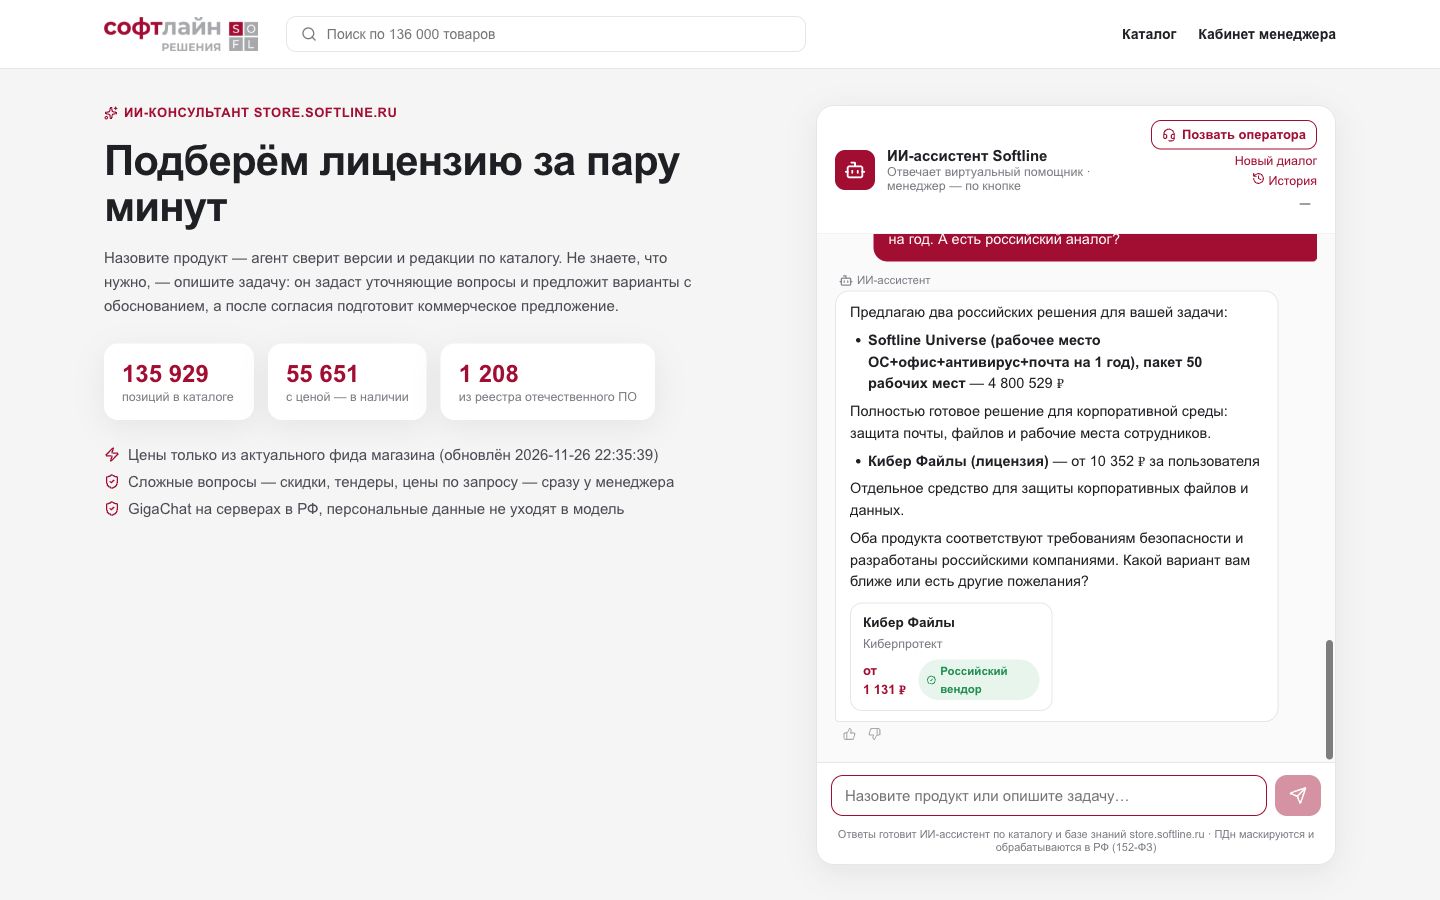 софтлайн
РЕШЕНИЯ
S O
F L
Поиск по 136 000 товаров
Каталог
Кабинет менеджера
ИИ-КОНСУЛЬТАНТ STORE.SOFTLINE.RU
Подберём лицензию за пару
минут
Назовите продукт — агент сверит версии и редакции по каталогу. Не знаете, что
нужно, — опишите задачу: он задаст уточняющие вопросы и предложит варианты с
обоснованием, а после согласия подготовит коммерческое предложение.
135 929
позиций в каталоге
55 651
с ценой — в наличии
1 208
из реестра отечественного ПО
Цены только из актуального фида магазина (обновлён 2026-11-26 22:35:39)
Сложные вопросы — скидки, тендеры, цены по запросу — сразу у менеджера
GigaChat на серверах в РФ, персональные данные не уходят в модель
ИИ-ассистент Softline
Отвечает виртуальный помощник ·
менеджер — по кнопке
Позвать оператора
Новый диалог
История
—
на год. А есть российский аналог?
ИИ-ассистент
Предлагаю два российских решения для вашей задачи:
• Softline Universe (рабочее место
ОС+офис+антивирус+почта на 1 год), пакет 50
рабочих мест — 4 800 529 ₽
Полностью готовое решение для корпоративной среды:
защита почты, файлов и рабочие места сотрудников.
• Кибер Файлы (лицензия) — от 10 352 ₽ за пользователя
Отдельное средство для защиты корпоративных файлов и
данных.
Оба продукта соответствуют требованиям безопасности и
разработаны российскими компаниями. Какой вариант вам
ближе или есть другие пожелания?
Кибер Файлы
Киберпротект
от
1 131 ₽
Российский
вендор
Назовите продукт или опишите задачу…
Ответы готовит ИИ-ассистент по каталогу и базе знаний store.softline.ru · ПДн маскируются и
обрабатываются в РФ (152-ФЗ)